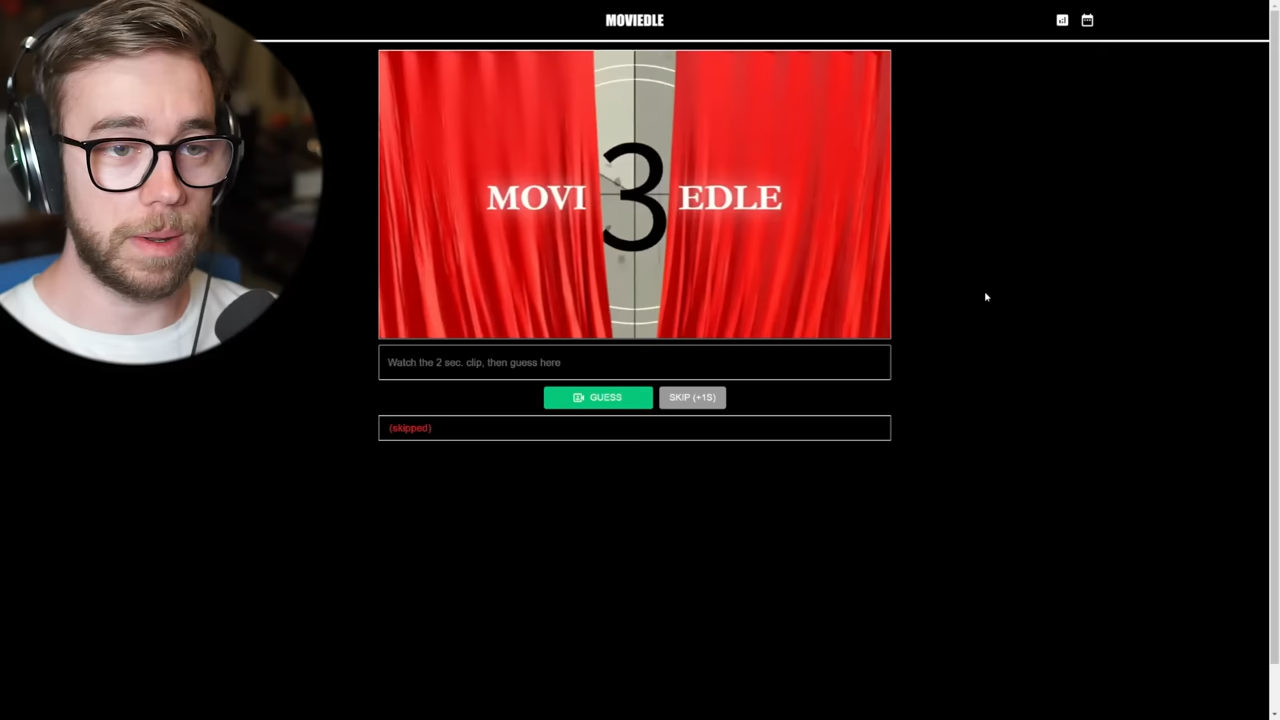 MOVIEDLE
MOVI 3 EDLE
Watch the 2 sec. clip, then guess here
GUESS
SKIP (+1S)
(skipped)